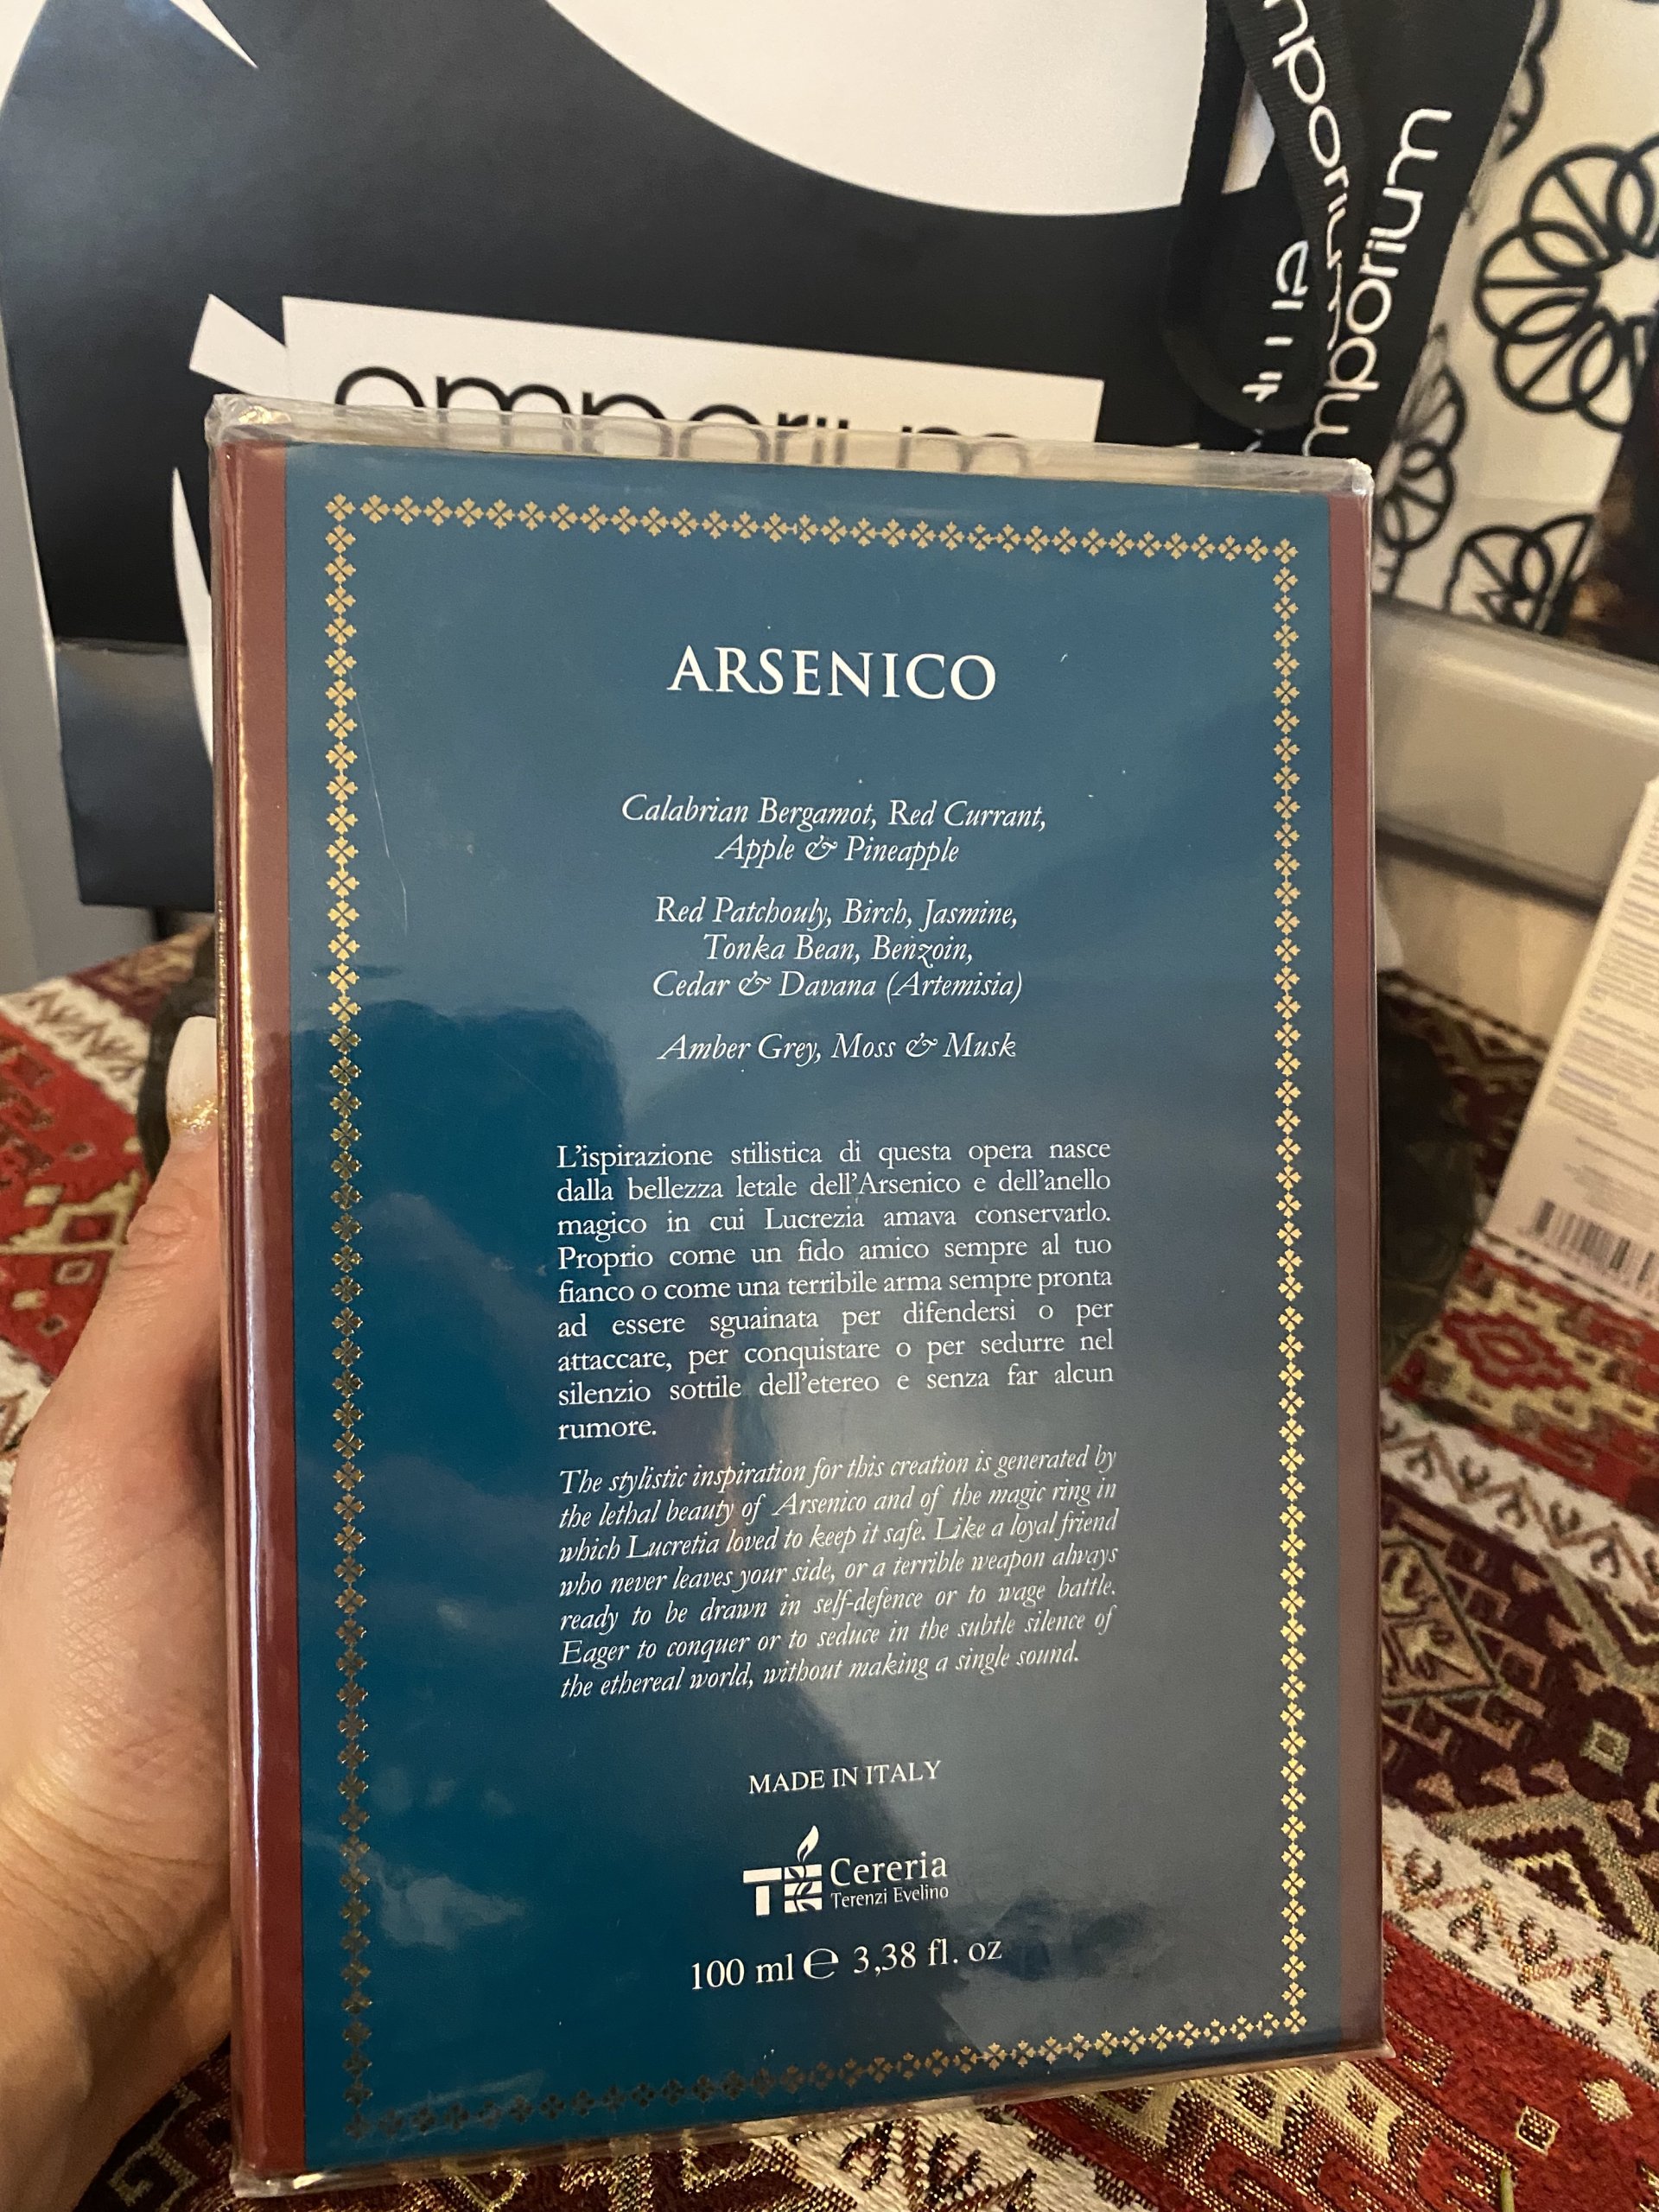 emporium
emporium
ARSENICO
Calabrian Bergamot, Red Currant,
Apple & Pineapple
Red Patchouly, Birch, Jasmine,
Tonka Bean, Benzoin,
Cedar & Davana (Artemisia)
Amber Grey, Moss & Musk
L'ispirazione stilistica di questa opera nasce
dalla bellezza letale dell'Arsenico e dell'anello
magico in cui Lucrezia amava conservarlo.
Proprio come un fido amico sempre al tuo
fianco o come una terribile arma sempre pronta
ad essere sguainata per difendersi o per
attaccare, per conquistare o per sedurre nel
silenzio sottile dell'etereo e senza far alcun
rumore.
The stylistic inspiration for this creation is generated by
the lethal beauty of Arsenico and of the magic ring in
which Lucretia loved to keep it safe. Like a loyal friend
who never leaves your side, or a terrible weapon always
ready to be drawn in self-defence or to wage battle.
Eager to conquer or to seduce in the subtle silence of
the ethereal world, without making a single sound.
MADE IN ITALY
Cereria
Terenzi Evelino
100 ml ℮ 3,38 fl. oz